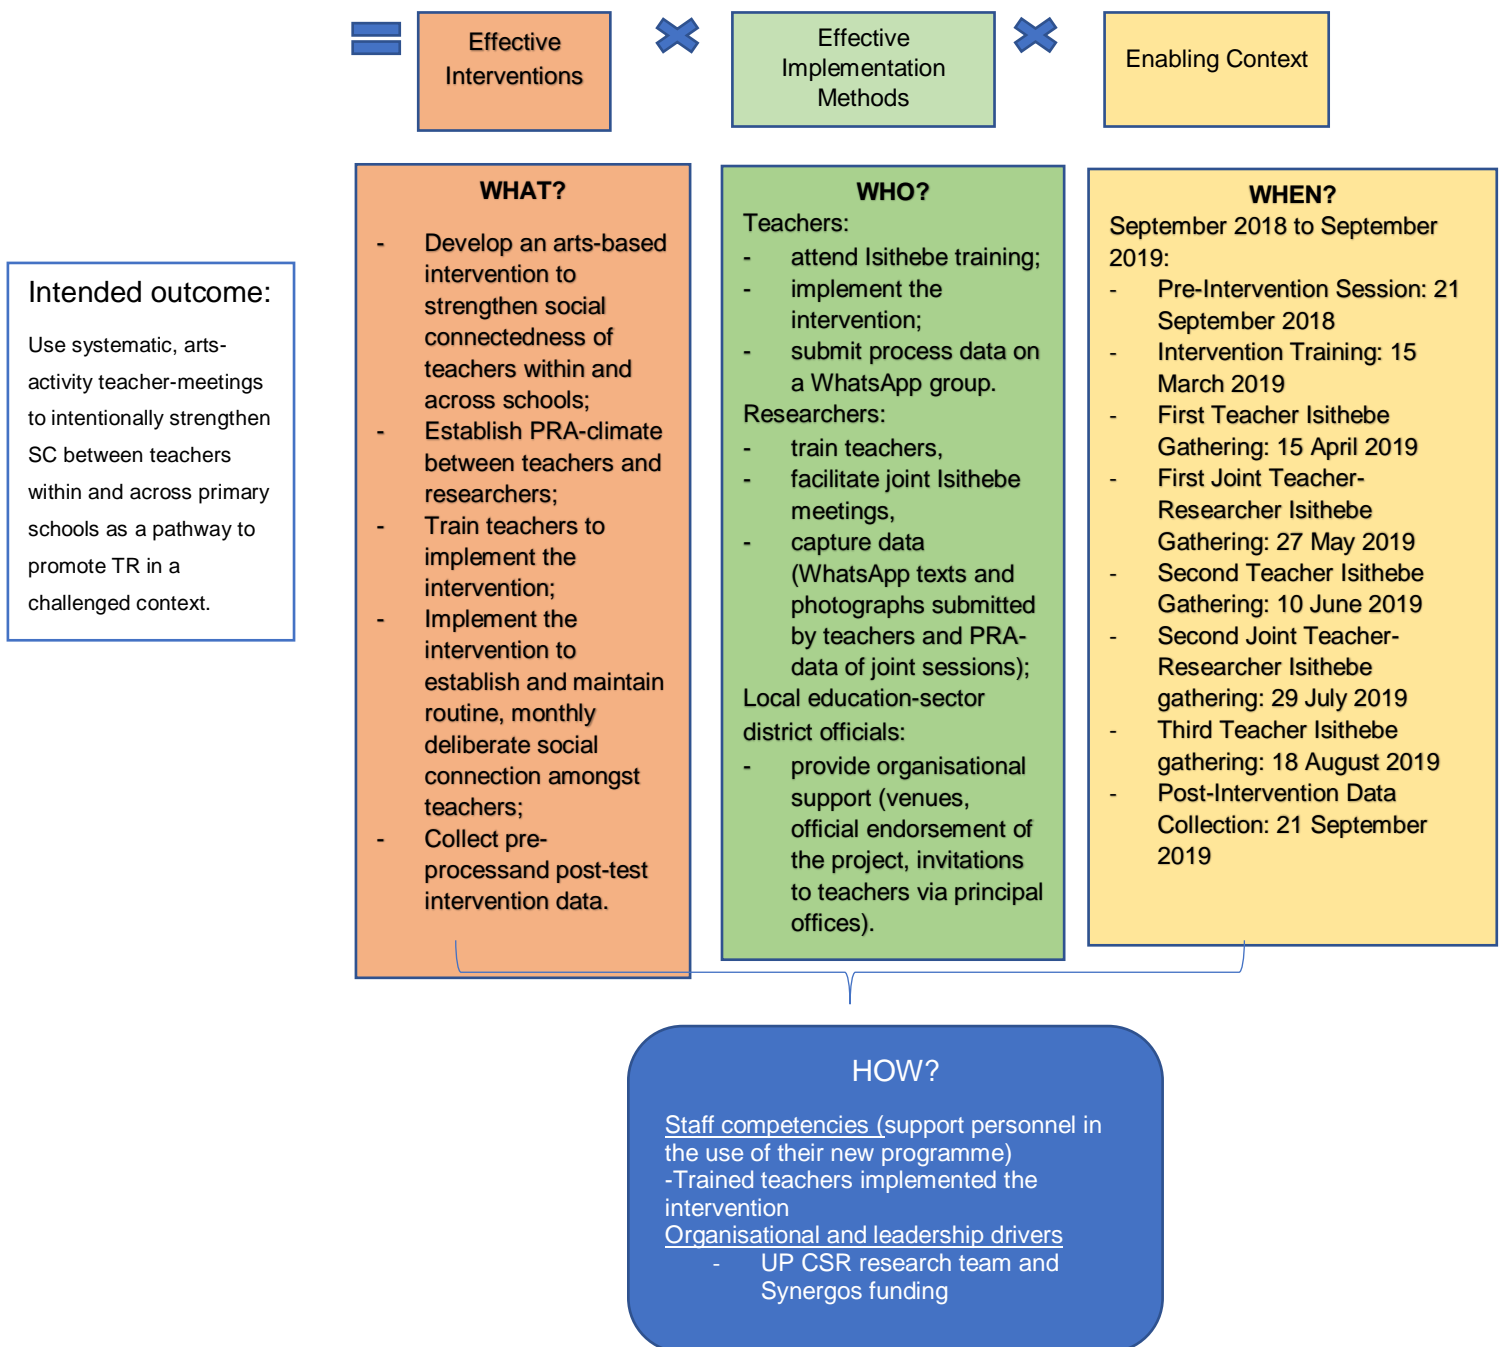 Effective
Interventions
Effective
Implementation
Methods
Enabling Context
Intended outcome:
Use systematic, arts-
activity teacher-meetings
to intentionally strengthen
SC between teachers
within and across primary
schools as a pathway to
promote TR in a
challenged context.
WHAT?
- Develop an arts-based
intervention to
strengthen social
connectedness of
teachers within and
across schools;
- Establish PRA-climate
between teachers and
researchers;
- Train teachers to
implement the
intervention;
- Implement the
intervention to
establish and maintain
routine, monthly
deliberate social
connection amongst
teachers;
- Collect pre-
processand post-test
intervention data.
WHO?
Teachers:
- attend Isithebe training;
- implement the
intervention;
- submit process data on
a WhatsApp group.
Researchers:
- train teachers,
- facilitate joint Isithebe
meetings,
- capture data
(WhatsApp texts and
photographs submitted
by teachers and PRA-
data of joint sessions);
Local education-sector
district officials:
- provide organisational
support (venues,
official endorsement of
the project, invitations
to teachers via principal
offices).
WHEN?
September 2018 to September
2019:
- Pre-Intervention Session: 21
September 2018
- Intervention Training: 15
March 2019
- First Teacher Isithebe
Gathering: 15 April 2019
- First Joint Teacher-
Researcher Isithebe
Gathering: 27 May 2019
- Second Teacher Isithebe
Gathering: 10 June 2019
- Second Joint Teacher-
Researcher Isithebe
gathering: 29 July 2019
- Third Teacher Isithebe
gathering: 18 August 2019
- Post-Intervention Data
Collection: 21 September
2019
HOW?
Staff competencies (support personnel in
the use of their new programme)
-Trained teachers implemented the
intervention
Organisational and leadership drivers
- UP CSR research team and
Synergos funding